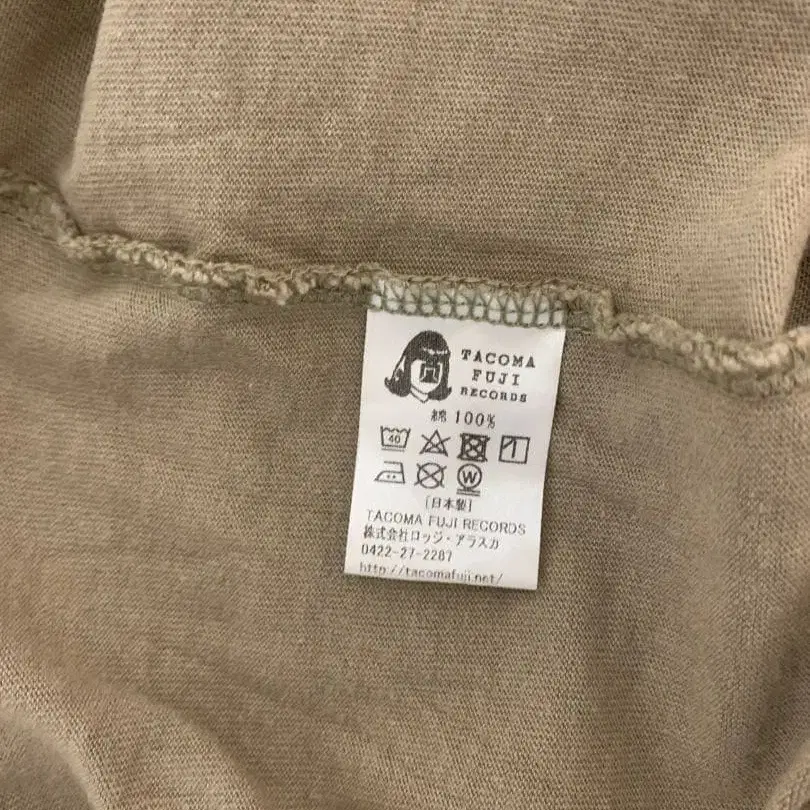 TACOMA
FUJI
RECORDS
綿 100%
40
W
[日本製]
TACOMA FUJI RECORDS
株式会社ロッジ・アラスカ
0422-27-2287
http://tacomafuji.net/